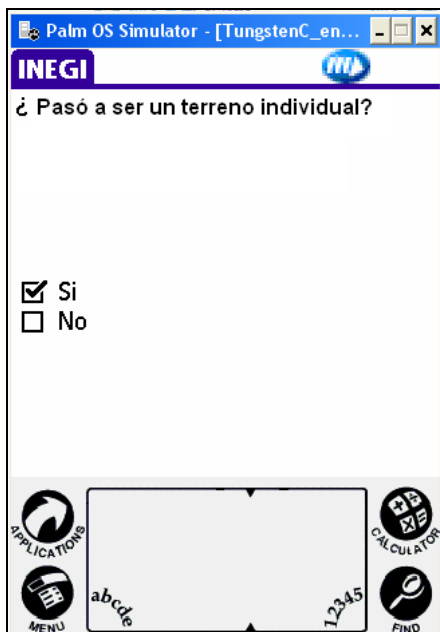 Palm OS Simulator - [TungstenC_en...
INEGI
¿ Pasó a ser un terreno individual?
Si
No
APPLICATIONS
CALCULATOR
abcde
12345
MENU
FIND